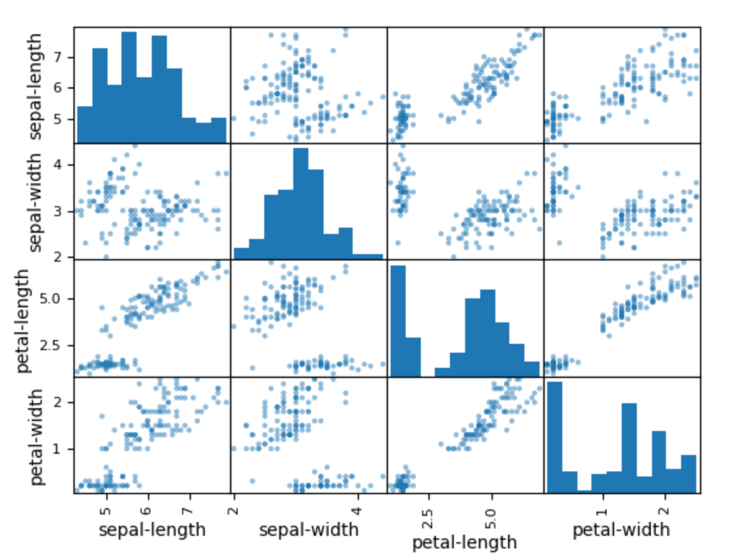 sepal-length
7
6
5
sepal-width
4
3
2
petal-length
5.0
2.5
petal-width
2
1
5 6 7 2 4 2.5 5.0 1 2
sepal-length sepal-width petal-length petal-width